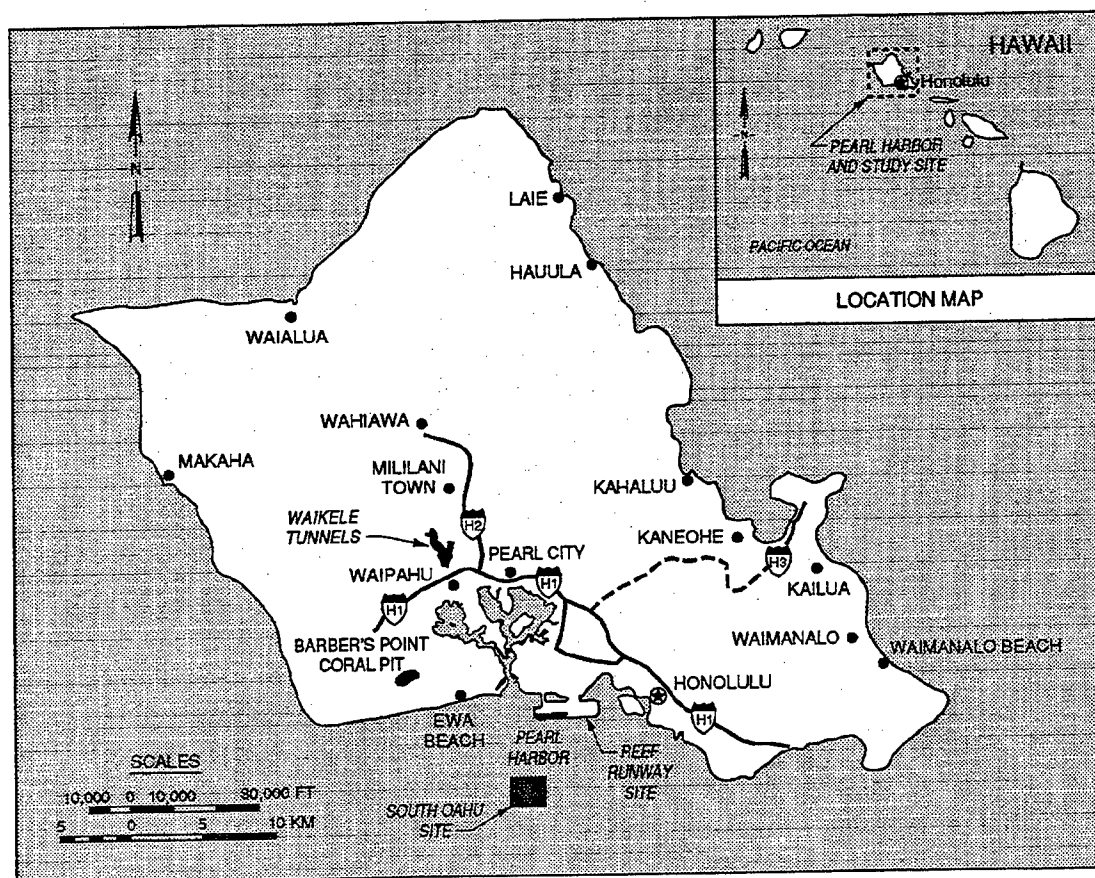 HAWAII
Honolulu
N
PEARL HARBOR
AND STUDY SITE
PACIFIC OCEAN
LOCATION MAP
N
LAIE
HAUULA
WAIALUA
WAHIAWA
MAKAHA
MILILANI
TOWN
KAHALUU
WAIKELE
TUNNELS
H2
KANEOHE
PEARL CITY
H3
WAIPAHU
H1
KAILUA
H1
BARBER'S POINT
CORAL PIT
WAIMANALO
WAIMANALO BEACH
HONOLULU
EWA
BEACH
H1
PEARL
HARBOR
REEF
RUNWAY
SITE
SOUTH OAHU
SITE
SCALES
10,000 0 10,000 30,000 FT
5 0 5 10 KM